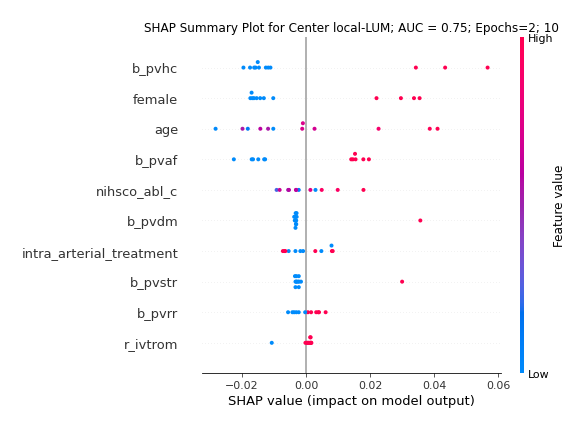 SHAP Summary Plot for Center local-LUM; AUC = 0.75; Epochs=2; 10
High
b_pvhc
female
age
b_pvaf
nihsco_abl_c
b_pvdm
intra_arterial_treatment
b_pvstr
b_pvrr
r_ivtrom
Feature value
Low
−0.02 0.00 0.02 0.04 0.06
SHAP value (impact on model output)